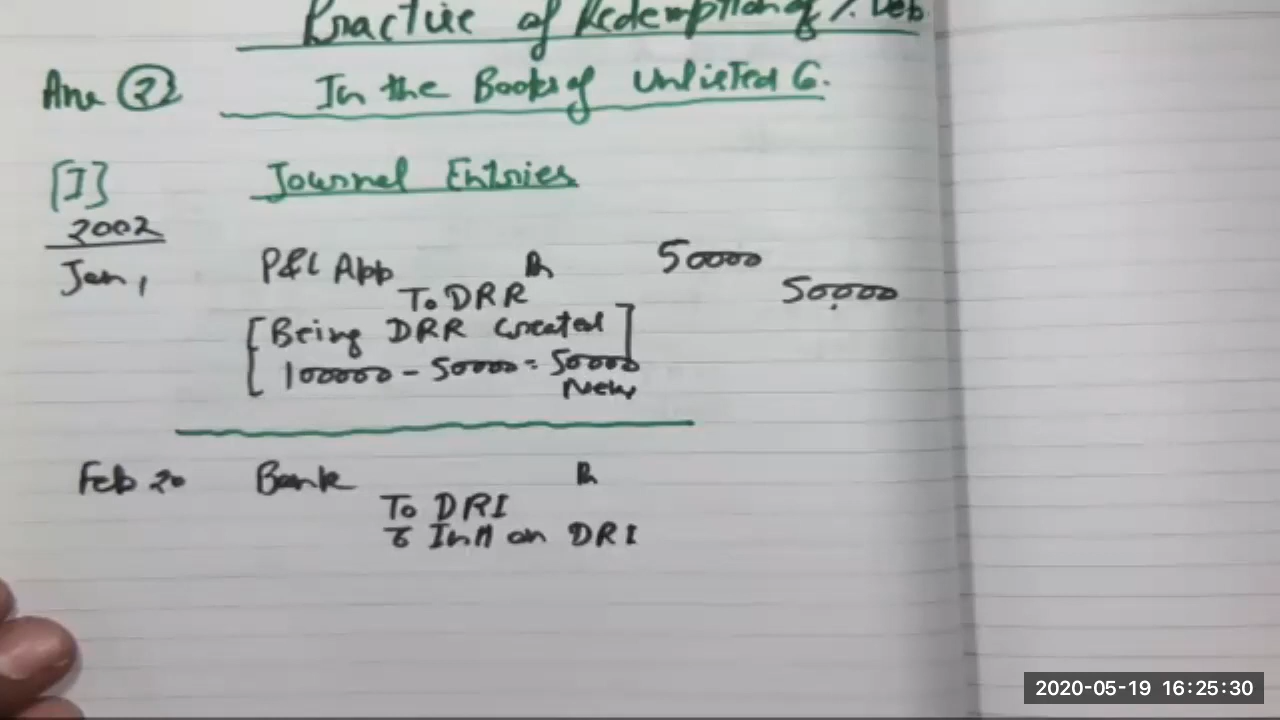 Practice of Redemption of % Deb
Ans 32 In the Books of Unlisted Co.
[I] Journal Entries
2002
Jan 1 P&L App Dr 50000
To DRR 50000
[Being DRR created]
[100000 - 50000 = 50000
New
Feb 20 Bank Dr
To DRI
To Intt on DRI
2020-05-19 16:25:30